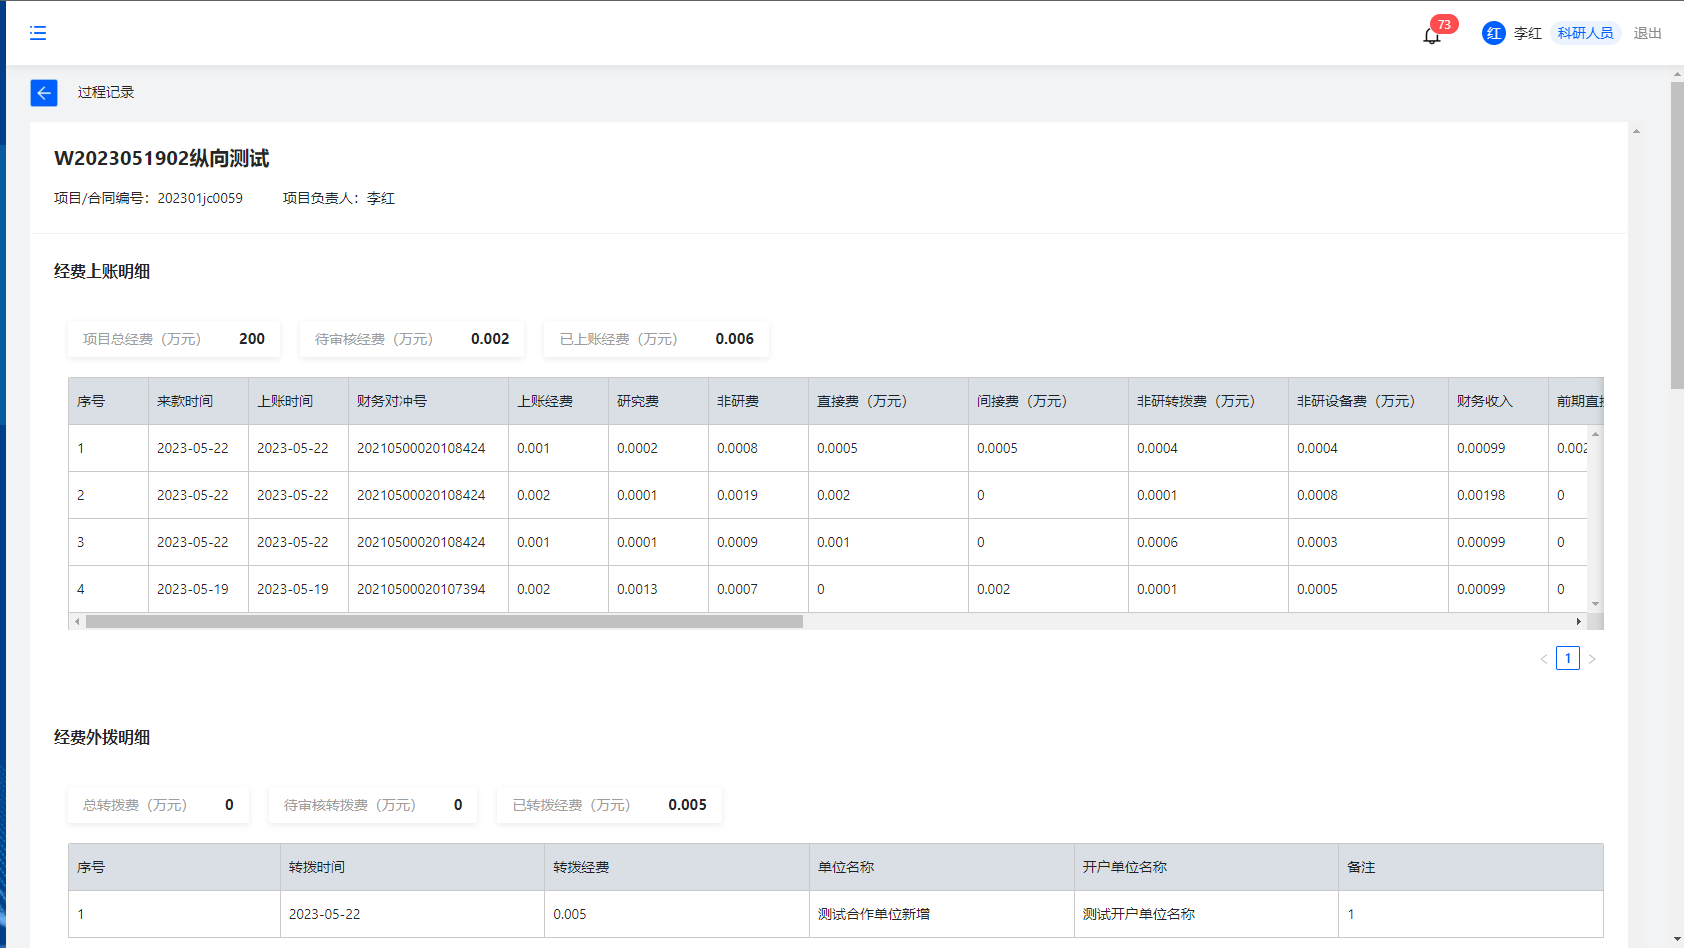 73 红 李红 科研人员 退出
过程记录
W2023051902纵向测试
项目/合同编号：202301jc0059 项目负责人：李红
经费上账明细
项目总经费（万元） 200 待审核经费（万元） 0.002 已上账经费（万元） 0.006
序号 来款时间 上账时间 财务对冲号 上账经费 研究费 非研费 直接费（万元） 间接费（万元） 非研转拨费（万元） 非研设备费（万元） 财务收入 前期直
1 2023-05-22 2023-05-22 20210500020108424 0.001 0.0002 0.0008 0.0005 0.0005 0.0004 0.0004 0.00099 0.002
2 2023-05-22 2023-05-22 20210500020108424 0.002 0.0001 0.0019 0.002 0 0.0001 0.0008 0.00198 0
3 2023-05-22 2023-05-22 20210500020108424 0.001 0.0001 0.0009 0.001 0 0.0006 0.0003 0.00099 0
4 2023-05-19 2023-05-19 20210500020107394 0.002 0.0013 0.0007 0 0.002 0.0001 0.0005 0.00099 0
1
经费外拨明细
总转拨费（万元） 0 待审核转拨费（万元） 0 已转拨经费（万元） 0.005
序号 转拨时间 转拨经费 单位名称 开户单位名称 备注
1 2023-05-22 0.005 测试合作单位新增 测试开户单位名称 1